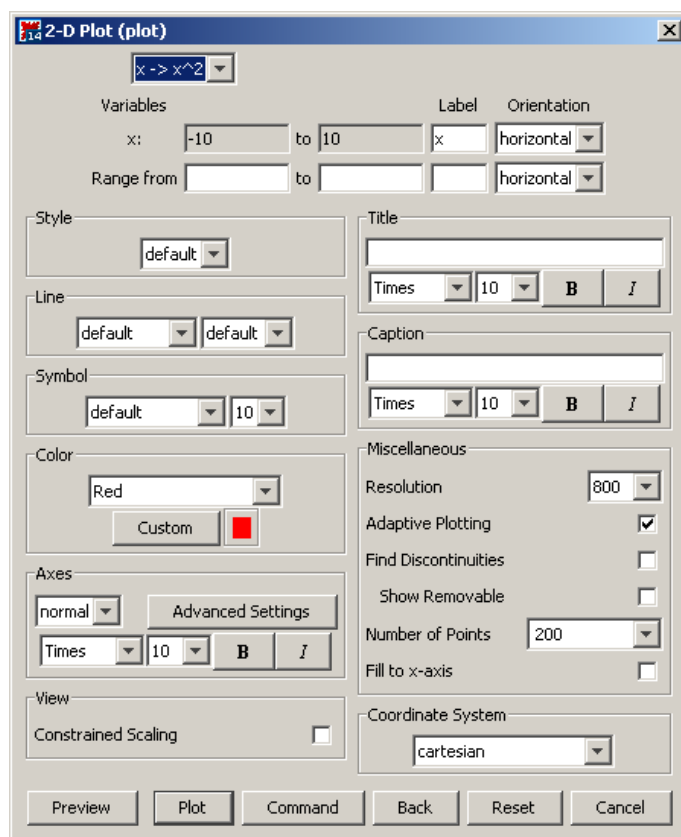 14 2-D Plot (plot)
x -> x^2
Variables Label Orientation
x: -10 to 10 x horizontal
Range from to horizontal
Style
default
Line
default default
Symbol
default 10
Color
Red
Custom
Axes
normal Advanced Settings
Times 10 B I
View
Constrained Scaling
Title
Times 10 B I
Caption
Times 10 B I
Miscellaneous
Resolution 800
Adaptive Plotting
Find Discontinuities
Show Removable
Number of Points 200
Fill to x-axis
Coordinate System
cartesian
Preview Plot Command Back Reset Cancel